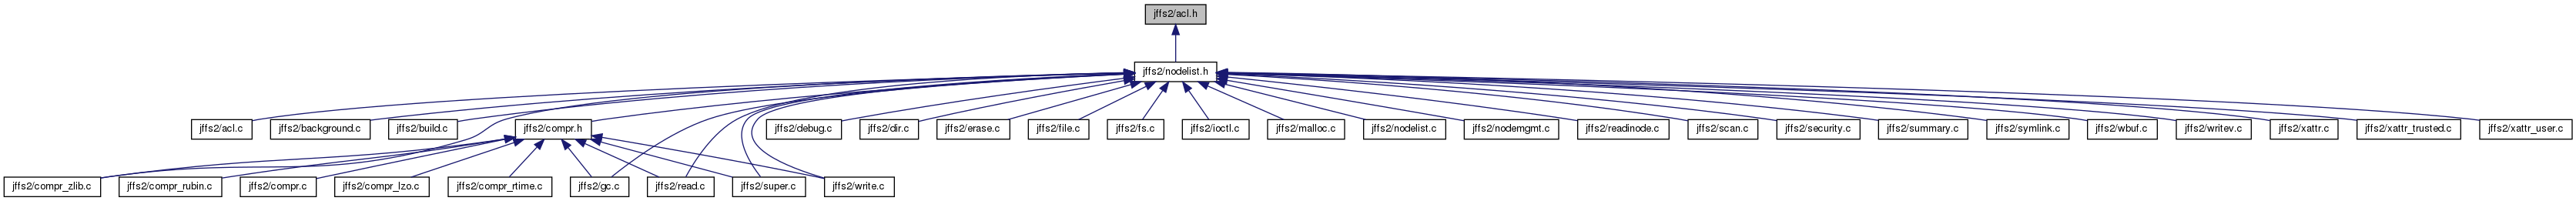 jffs2/acl.h
jffs2/nodelist.h
jffs2/acl.c
jffs2/background.c
jffs2/build.c
jffs2/compr.h
jffs2/debug.c
jffs2/dir.c
jffs2/erase.c
jffs2/file.c
jffs2/fs.c
jffs2/ioctl.c
jffs2/malloc.c
jffs2/nodelist.c
jffs2/nodemgmt.c
jffs2/readinode.c
jffs2/scan.c
jffs2/security.c
jffs2/summary.c
jffs2/symlink.c
jffs2/wbuf.c
jffs2/writev.c
jffs2/xattr.c
jffs2/xattr_trusted.c
jffs2/xattr_user.c
jffs2/compr_zlib.c
jffs2/compr_rubin.c
jffs2/compr.c
jffs2/compr_lzo.c
jffs2/compr_rtime.c
jffs2/gc.c
jffs2/read.c
jffs2/super.c
jffs2/write.c